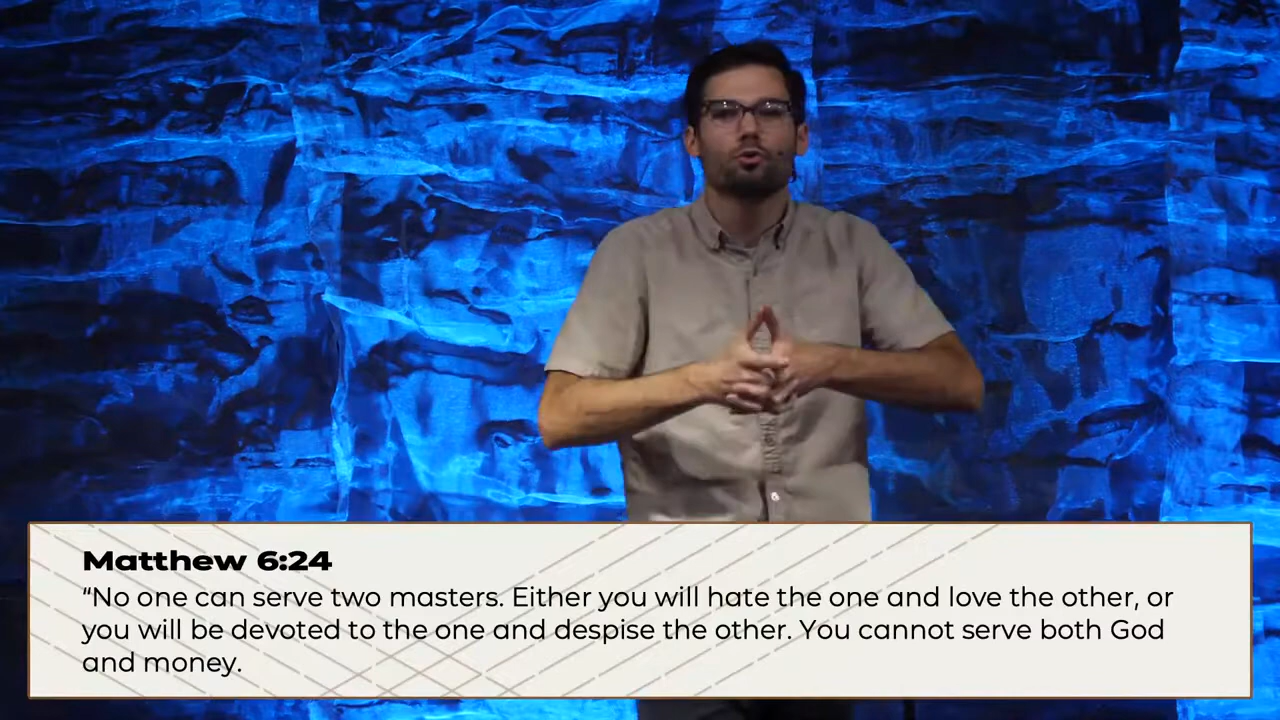 Matthew 6:24
“No one can serve two masters. Either you will hate the one and love the other, or
you will be devoted to the one and despise the other. You cannot serve both God
and money.